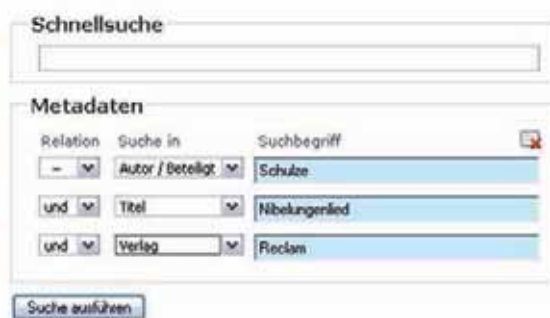 Schnellsuche
Metadaten
Relation Suche in Suchbegriff
– Autor / Beteiligt Schulze
und Titel Nibelungenlied
und Verlag Reclam
Suche ausführen